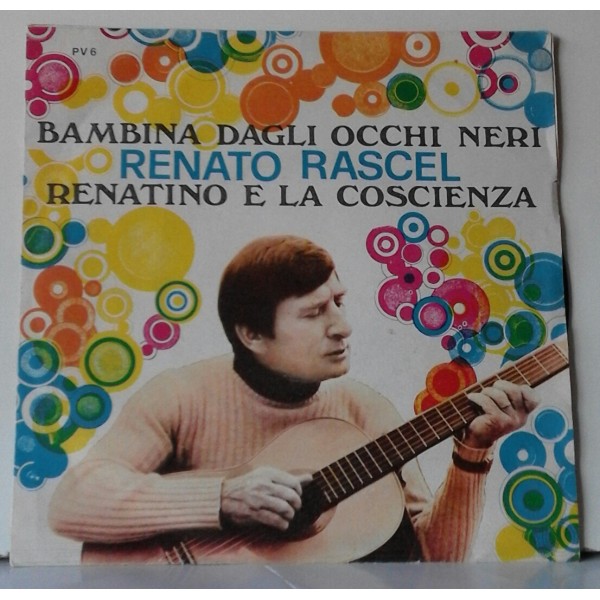 PV 6
BAMBINA DAGLI OCCHI NERI
RENATO RASCEL
RENATINO E LA COSCIENZA